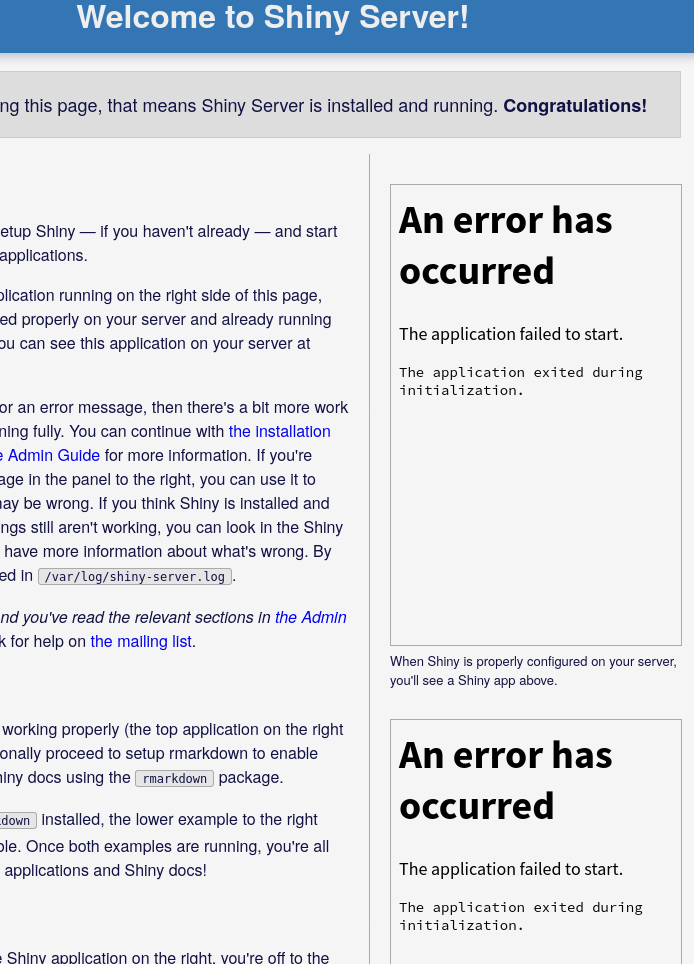 Welcome to Shiny Server!
ng this page, that means Shiny Server is installed and running. Congratulations!
etup Shiny — if you haven't already — and start
applications.
plication running on the right side of this page,
ed properly on your server and already running
ou can see this application on your server at
or an error message, then there's a bit more work
ning fully. You can continue with the installation
e Admin Guide for more information. If you're
age in the panel to the right, you can use it to
may be wrong. If you think Shiny is installed and
ngs still aren't working, you can look in the Shiny
have more information about what's wrong. By
ed in /var/log/shiny-server.log.
nd you've read the relevant sections in the Admin
k for help on the mailing list.
working properly (the top application on the right
onally proceed to setup rmarkdown to enable
hiny docs using the rmarkdown package.
down installed, the lower example to the right
ble. Once both examples are running, you're all
applications and Shiny docs!
e Shiny application on the right, you're off to the
An error has
occurred
The application failed to start.
The application exited during
initialization.
When Shiny is properly configured on your server,
you'll see a Shiny app above.
An error has
occurred
The application failed to start.
The application exited during
initialization.